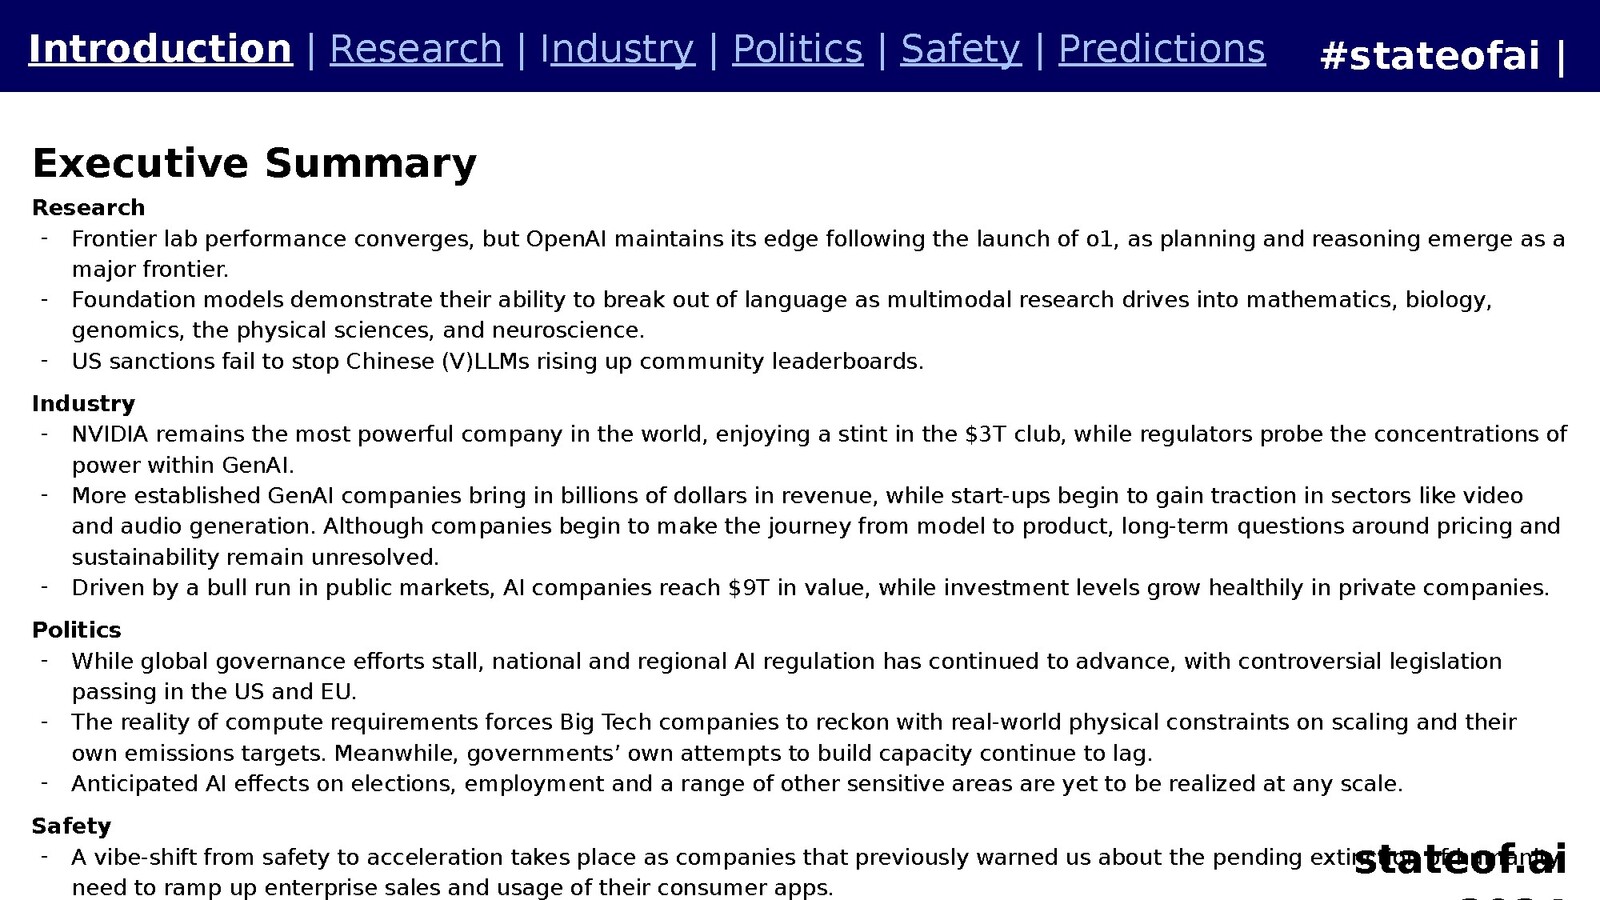 Introduction | Research | Industry | Politics | Safety | Predictions
#stateofai |
Executive Summary
Research
- Frontier lab performance converges, but OpenAI maintains its edge following the launch of o1, as planning and reasoning emerge as a
major frontier.
- Foundation models demonstrate their ability to break out of language as multimodal research drives into mathematics, biology,
genomics, the physical sciences, and neuroscience.
- US sanctions fail to stop Chinese (V)LLMs rising up community leaderboards.
Industry
- NVIDIA remains the most powerful company in the world, enjoying a stint in the $3T club, while regulators probe the concentrations of
power within GenAI.
- More established GenAI companies bring in billions of dollars in revenue, while start-ups begin to gain traction in sectors like video
and audio generation. Although companies begin to make the journey from model to product, long-term questions around pricing and
sustainability remain unresolved.
- Driven by a bull run in public markets, AI companies reach $9T in value, while investment levels grow healthily in private companies.
Politics
- While global governance efforts stall, national and regional AI regulation has continued to advance, with controversial legislation
passing in the US and EU.
- The reality of compute requirements forces Big Tech companies to reckon with real-world physical constraints on scaling and their
own emissions targets. Meanwhile, governments’ own attempts to build capacity continue to lag.
- Anticipated AI effects on elections, employment and a range of other sensitive areas are yet to be realized at any scale.
Safety
- A vibe-shift from safety to acceleration takes place as companies that previously warned us about the pending extinction of humanity
need to ramp up enterprise sales and usage of their consumer apps.
stateof.ai